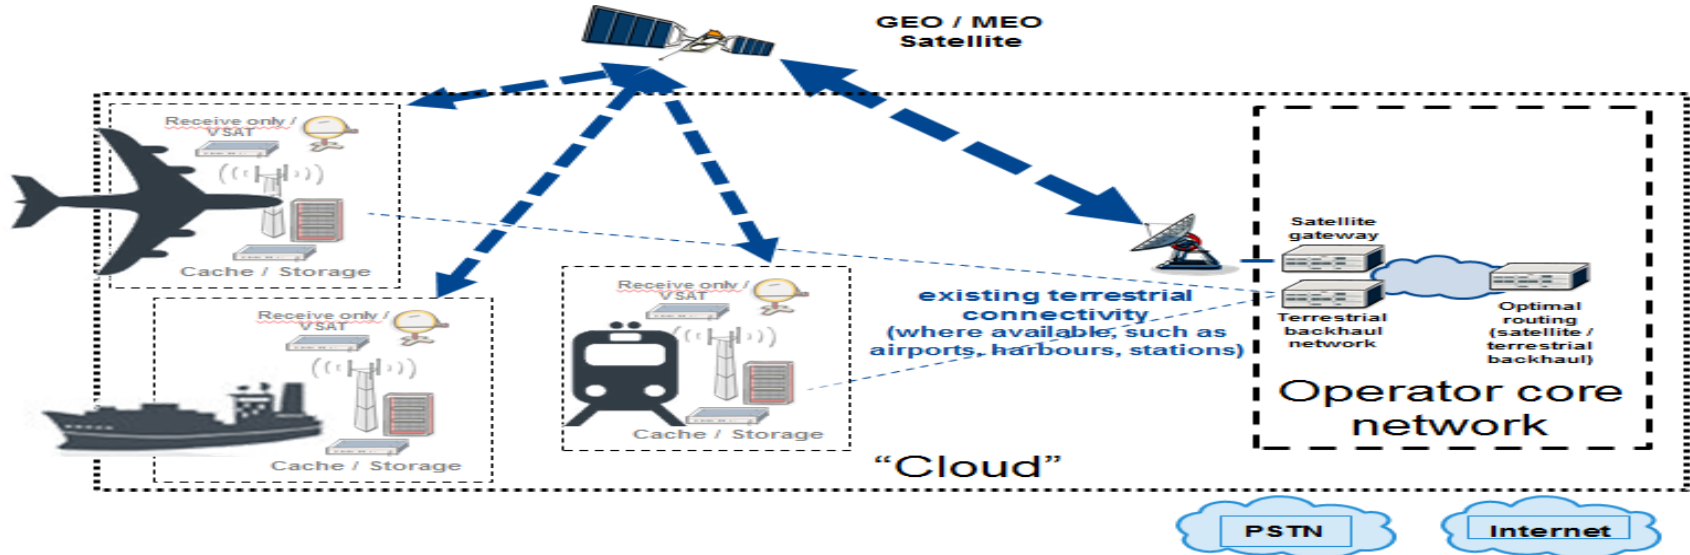 GEO / MEO
Satellite
Receive only /
VSAT
Cache / Storage
Receive only /
VSAT
Cache / Storage
Receive only /
VSAT
Cache / Storage
existing terrestrial
connectivity
(where available, such as
airports, harbours, stations)
Satellite
gateway
Terrestrial
backhaul
network
Optimal
routing
(satellite /
terrestrial
backhaul)
Operator core
network
“Cloud”
PSTN
Internet